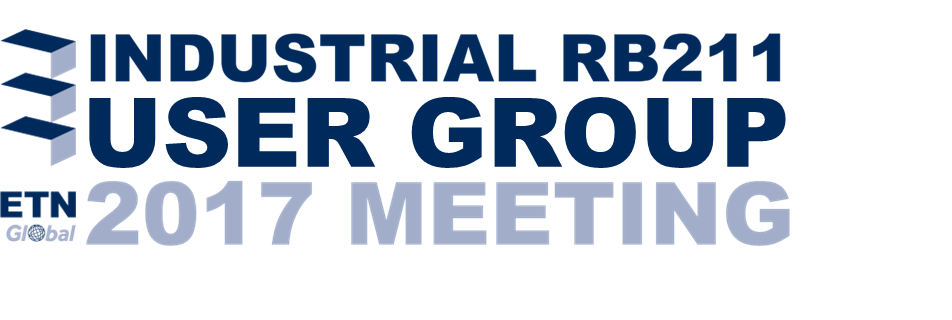 INDUSTRIAL RB211
USER GROUP
ETN
Global
2017 MEETING